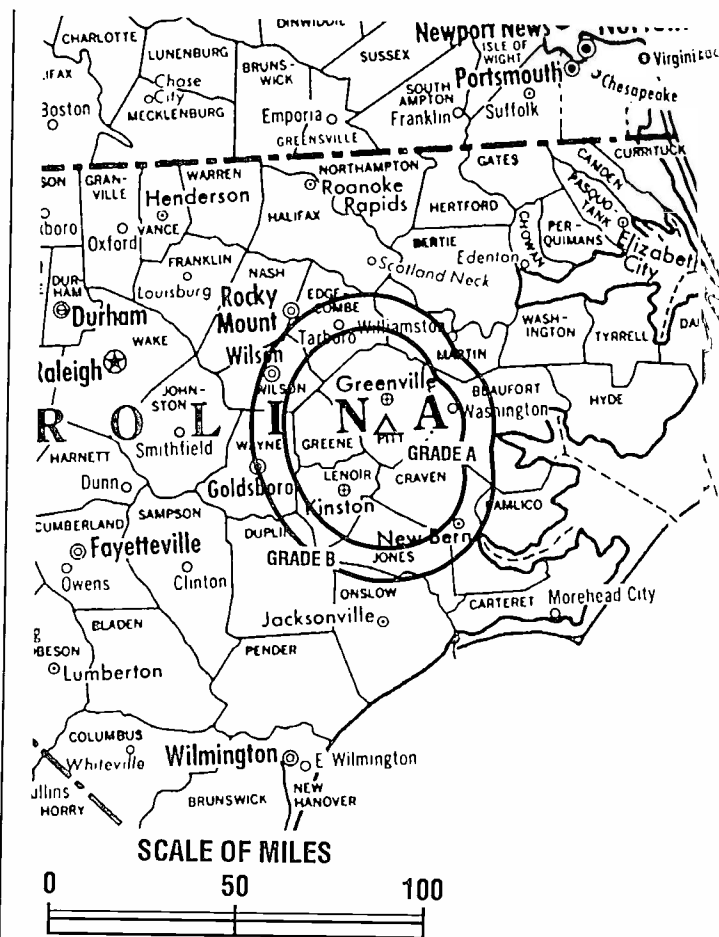 DINWIDDIE
CHARLOTTE
LUNENBURG
BRUNS-
WICK
SUSSEX
Newport News
ISLE OF
WIGHT
Portsmouth
Virginia
Chesapeake
Chase
City
MECKLENBURG
Boston
Emporia
GREENSVILLE
SOUTH
AMPTON
Franklin
Suffolk
CURRITUCK
CAMDEN
PASQUO-
TANK
GATES
NORTHAMPTON
WARREN
GRAN-
VILLE
Henderson
VANCE
Oxford
Roanoke
Rapids
HALIFAX
HERTFORD
BERTIE
CHOWAN
PER-
QUIMANS
Edenton
Elizabet
City
Scotland Neck
FRANKLIN
Louisburg
NASH
Rocky
Mount
EDGE
COMBE
Tarboro
Williamston
MARTIN
WASH-
INGTON
TYRRELL
DUR-
HAM
Durham
WAKE
Raleigh
Wilson
WILSON
Greenville
BEAUFORT
Washington
HYDE
JOHN-
STON
Smithfield
R O L I N A
PITT
GREENE
WAYNE
GRADE A
HARNETT
Dunn
Goldsboro
LENOIR
Kinston
CRAVEN
PAMLICO
CUMBERLAND
SAMPSON
Fayetteville
Owens
Clinton
DUPLIN
New Bern
GRADE B
JONES
ONSLOW
Jacksonville
CARTERET
Morehead City
BLADEN
Lumberton
PENDER
COLUMBUS
Whiteville
Wilmington
E Wilmington
HORRY
BRUNSWICK
NEW
HANOVER
SCALE OF MILES
0 50 100